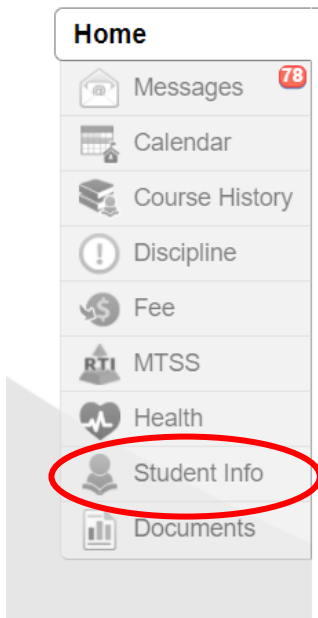 Home
Messages 78
Calendar
Course History
Discipline
Fee
RTI MTSS
Health
Student Info
Documents